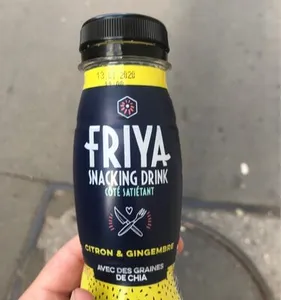 FRIYA
SNACKING DRINK
CÔTÉ SATIÉTANT
CITRON & GINGEMBRE
AVEC DES GRAINES
DE CHIA